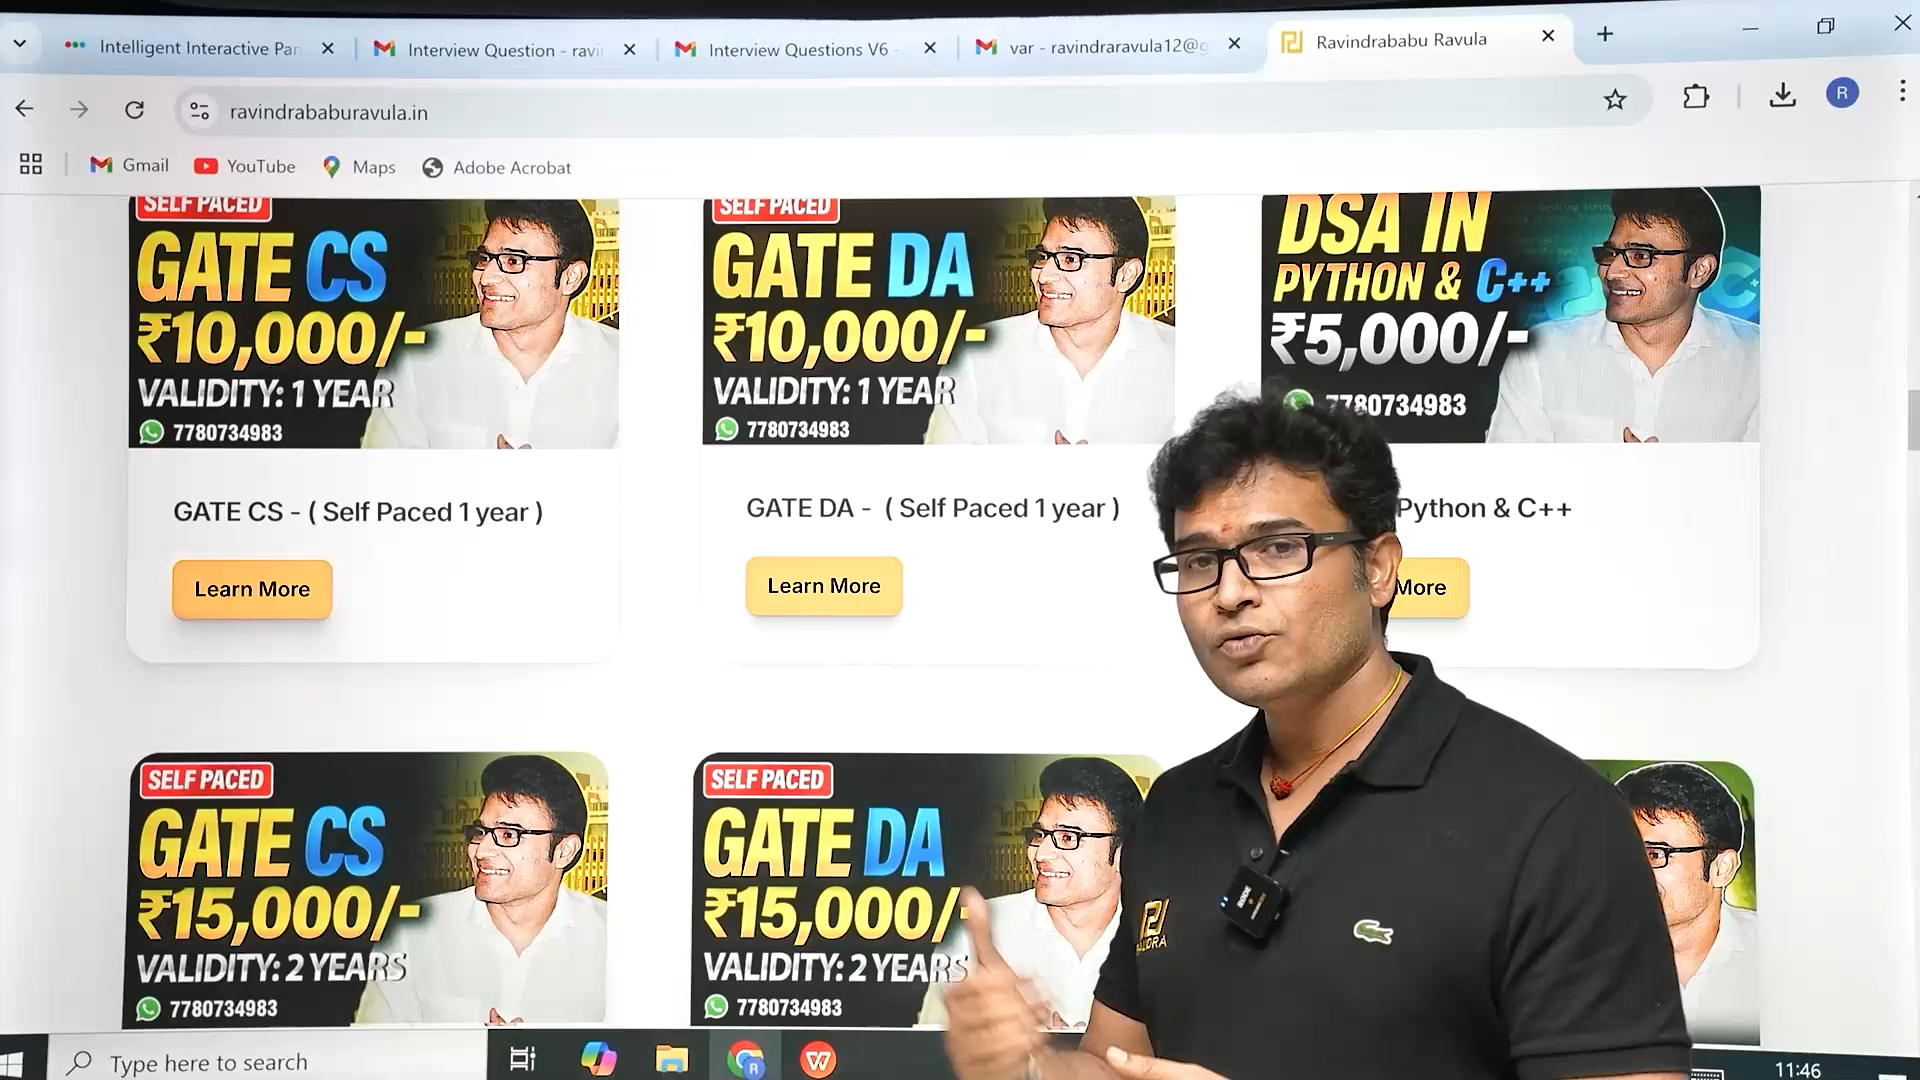 Intelligent Interactive Pan
Interview Question - ravi
Interview Questions V6 -
var - ravindraravula12@g
Ravindrababu Ravula
ravindrababuravula.in
R
Gmail
YouTube
Maps
Adobe Acrobat
SELF PACED
GATE CS
₹10,000/-
VALIDITY: 1 YEAR
7780734983
GATE CS - ( Self Paced 1 year )
Learn More
SELF PACED
GATE DA
₹10,000/-
VALIDITY: 1 YEAR
7780734983
GATE DA - ( Self Paced 1 year )
Learn More
DSA IN
PYTHON & C++
₹5,000/-
7780734983
Python & C++
More
SELF PACED
GATE CS
₹15,000/-
VALIDITY: 2 YEARS
7780734983
SELF PACED
GATE DA
₹15,000/-
VALIDITY: 2 YEARS
7780734983
Type here to search
11:46